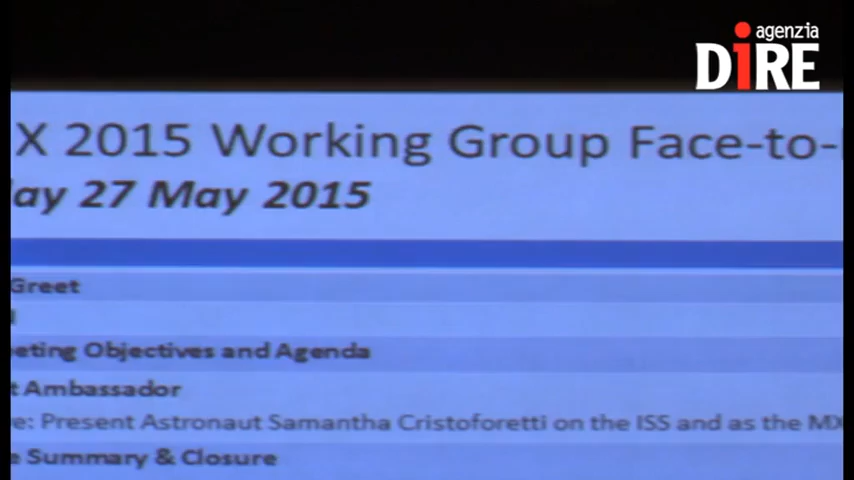 agenzia
DiRE
X 2015 Working Group Face-to-
ay 27 May 2015
Greet
eting Objectives and Agenda
t Ambassador
e: Present Astronaut Samantha Cristoforetti on the ISS and as the MX
e Summary & Closure